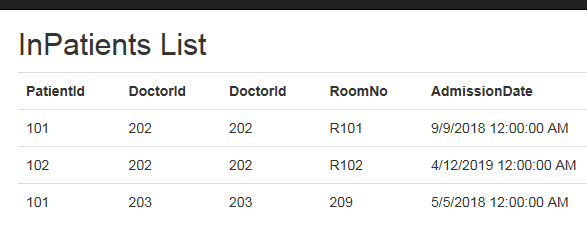 InPatients List
PatientId DoctorId DoctorId RoomNo AdmissionDate
101 202 202 R101 9/9/2018 12:00:00 AM
102 202 202 R102 4/12/2019 12:00:00 AM
101 203 203 209 5/5/2018 12:00:00 AM